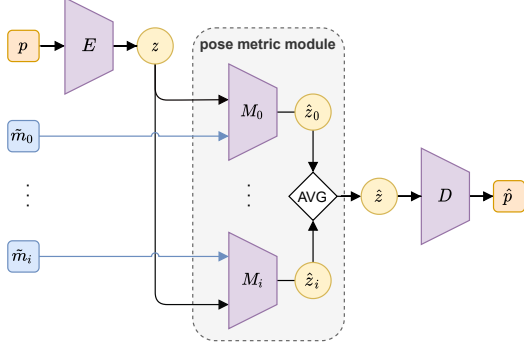 p
E
z
pose metric module
M₀
ẑ₀
m̃₀
⋮
⋮
AVG
ẑ
D
p̂
m̃ᵢ
Mᵢ
ẑᵢ